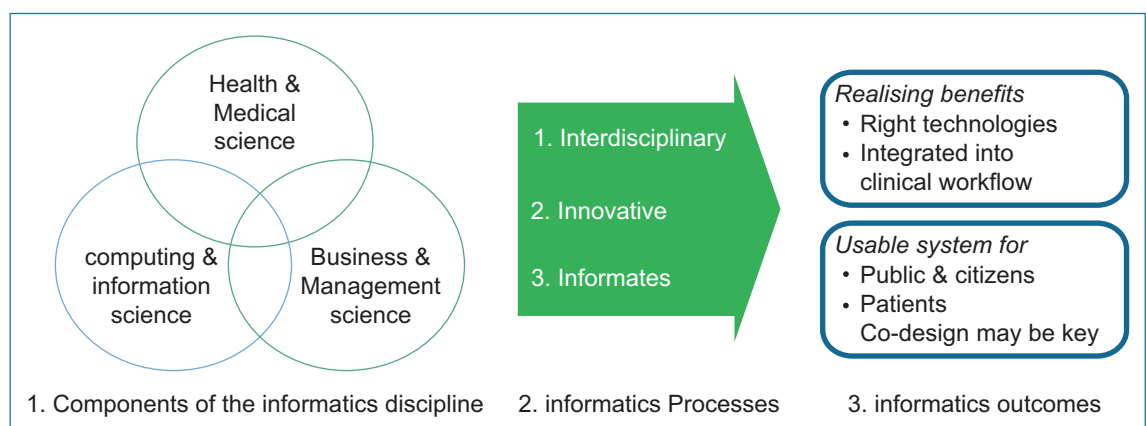 Health &
Medical
science
computing &
information
science
Business &
Management
science
1. Interdisciplinary
2. Innovative
3. Informates
Realising benefits
• Right technologies
• Integrated into
clinical workflow
Usable system for
• Public & citizens
• Patients
Co-design may be key
1. Components of the informatics discipline
2. informatics Processes
3. informatics outcomes